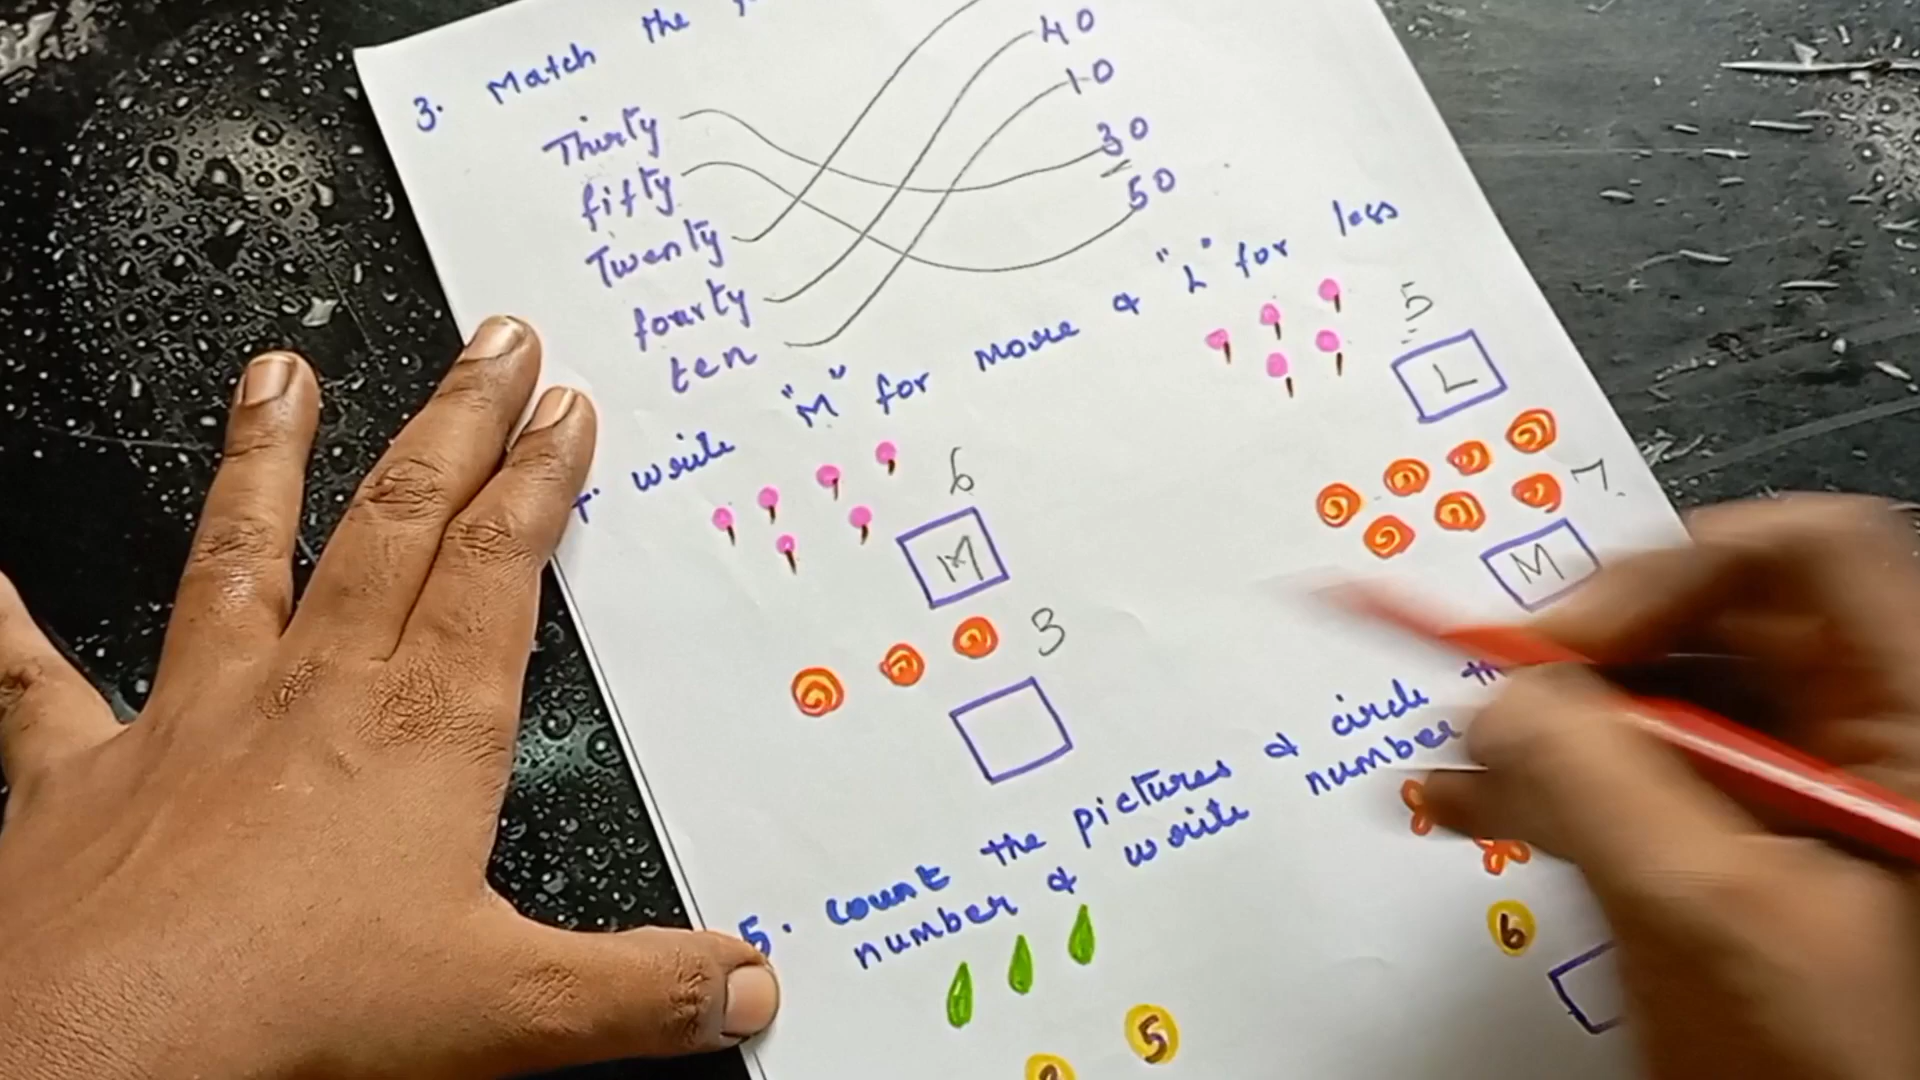 3. Match the
Thirty 40
fifty 10
Twenty 30
fourty 50
ten
write "M" for more & "L" for less
5
L
6
M
7
M
3
5. count the pictures & circle th
number & write number
6
5